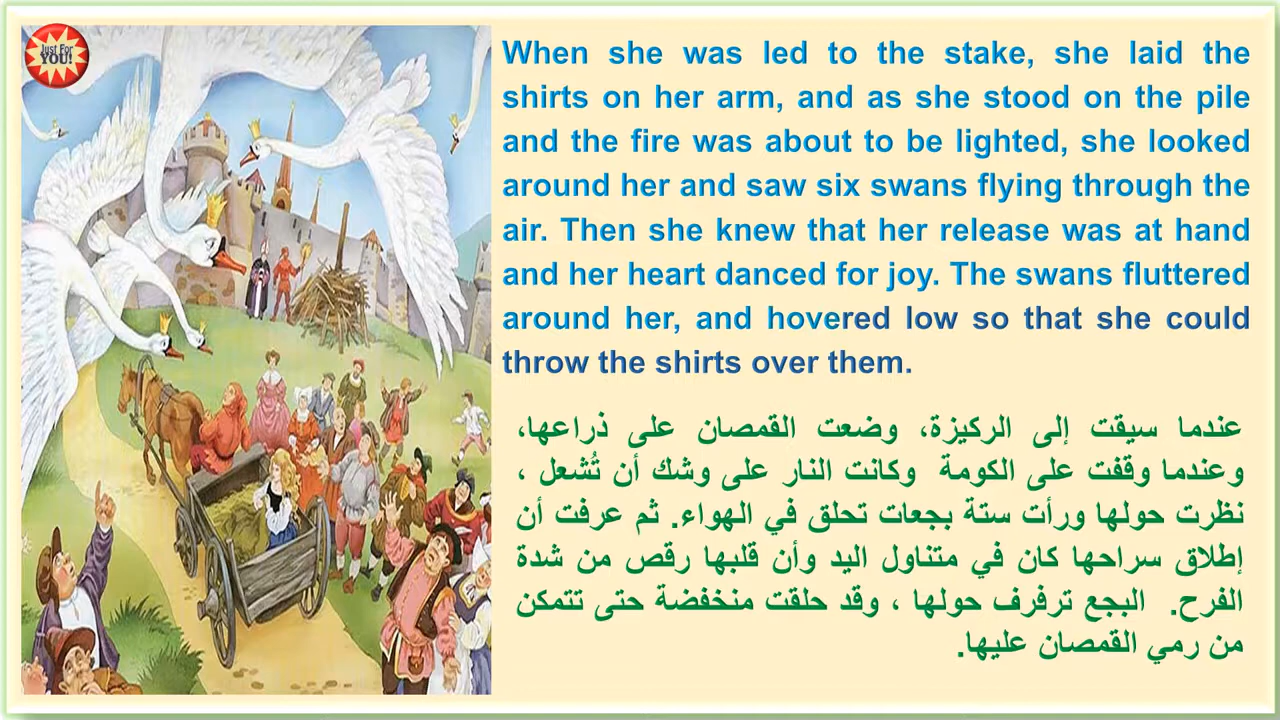 Just For
YOU!
When she was led to the stake, she laid the
shirts on her arm, and as she stood on the pile
and the fire was about to be lighted, she looked
around her and saw six swans flying through the
air. Then she knew that her release was at hand
and her heart danced for joy. The swans fluttered
around her, and hovered low so that she could
throw the shirts over them.
عندما سيقت إلى الركيزة، وضعت القمصان على ذراعها،
وعندما وقفت على الكومة وكانت النار على وشك أن تُشعل ،
نظرت حولها ورأت ستة بجعات تحلق في الهواء. ثم عرفت أن
إطلاق سراحها كان في متناول اليد وأن قلبها رقص من شدة
الفرح. البجع ترفرف حولها ، وقد حلقت منخفضة حتى تتمكن
من رمي القمصان عليها.